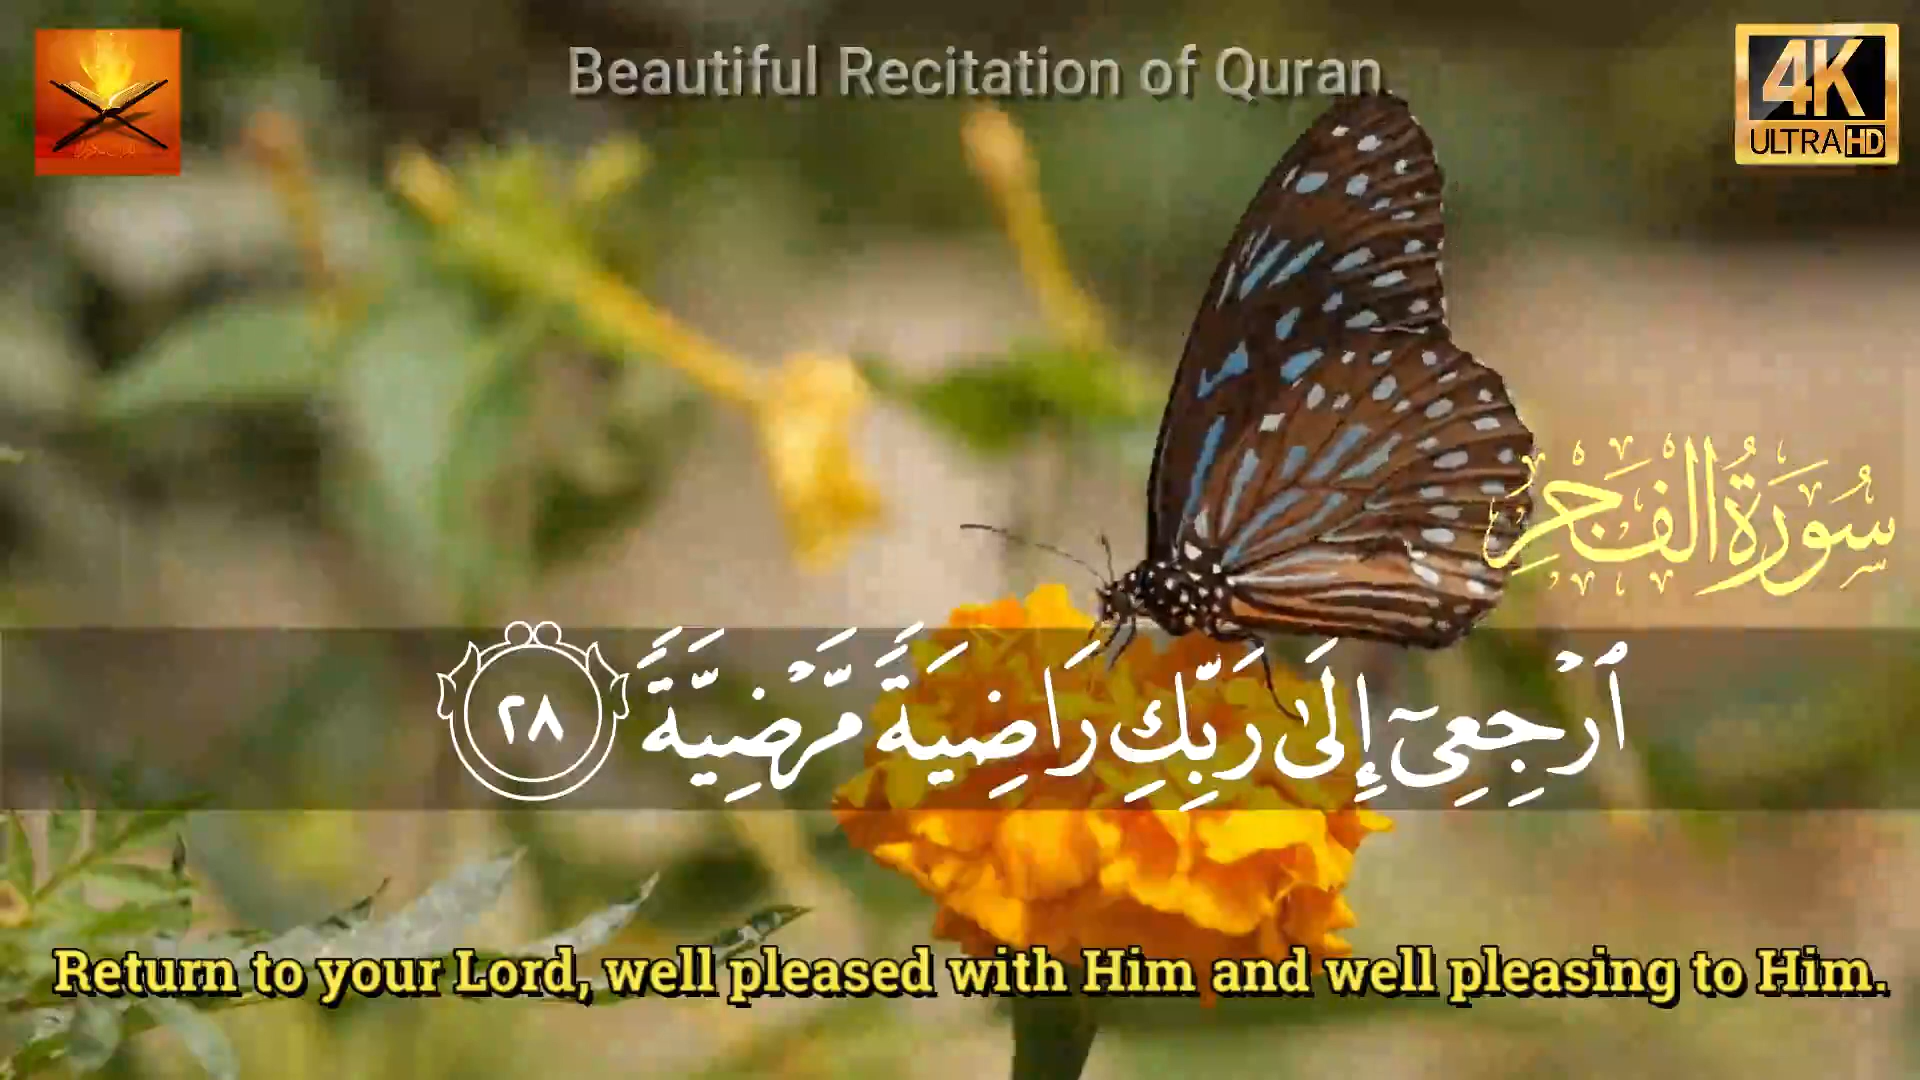 Beautiful Recitation of Quran
4K
ULTRA HD
سُورَةُ الْفَجْرِ
ٱرْجِعِىٓ إِلَىٰ رَبِّكِ رَاضِيَةً مَّرْضِيَّةً ٢٨
Return to your Lord, well pleased with Him and well pleasing to Him.